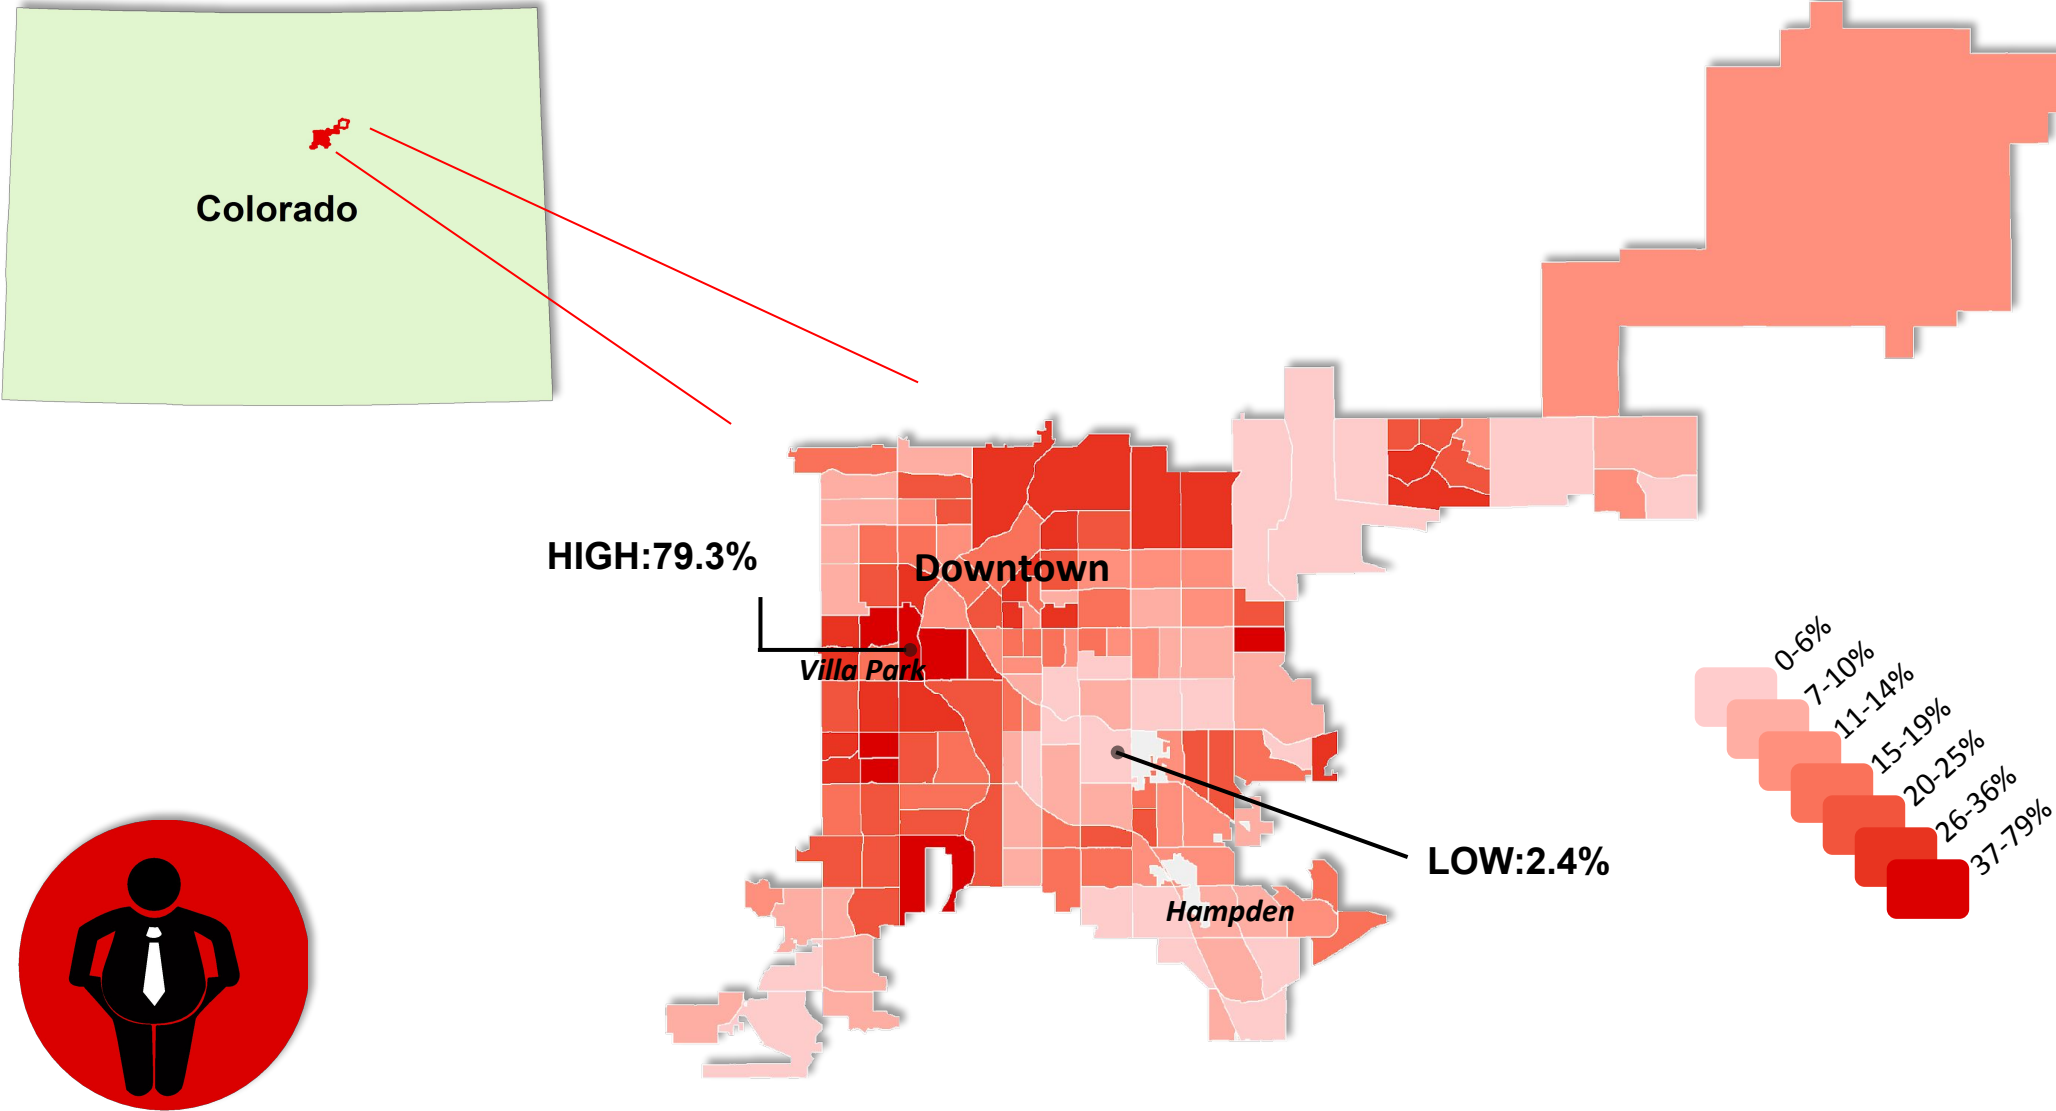 Colorado
HIGH:79.3%
Downtown
Villa Park
0-6%
7-10%
11-14%
15-19%
20-25%
26-36%
37-79%
LOW:2.4%
Hampden